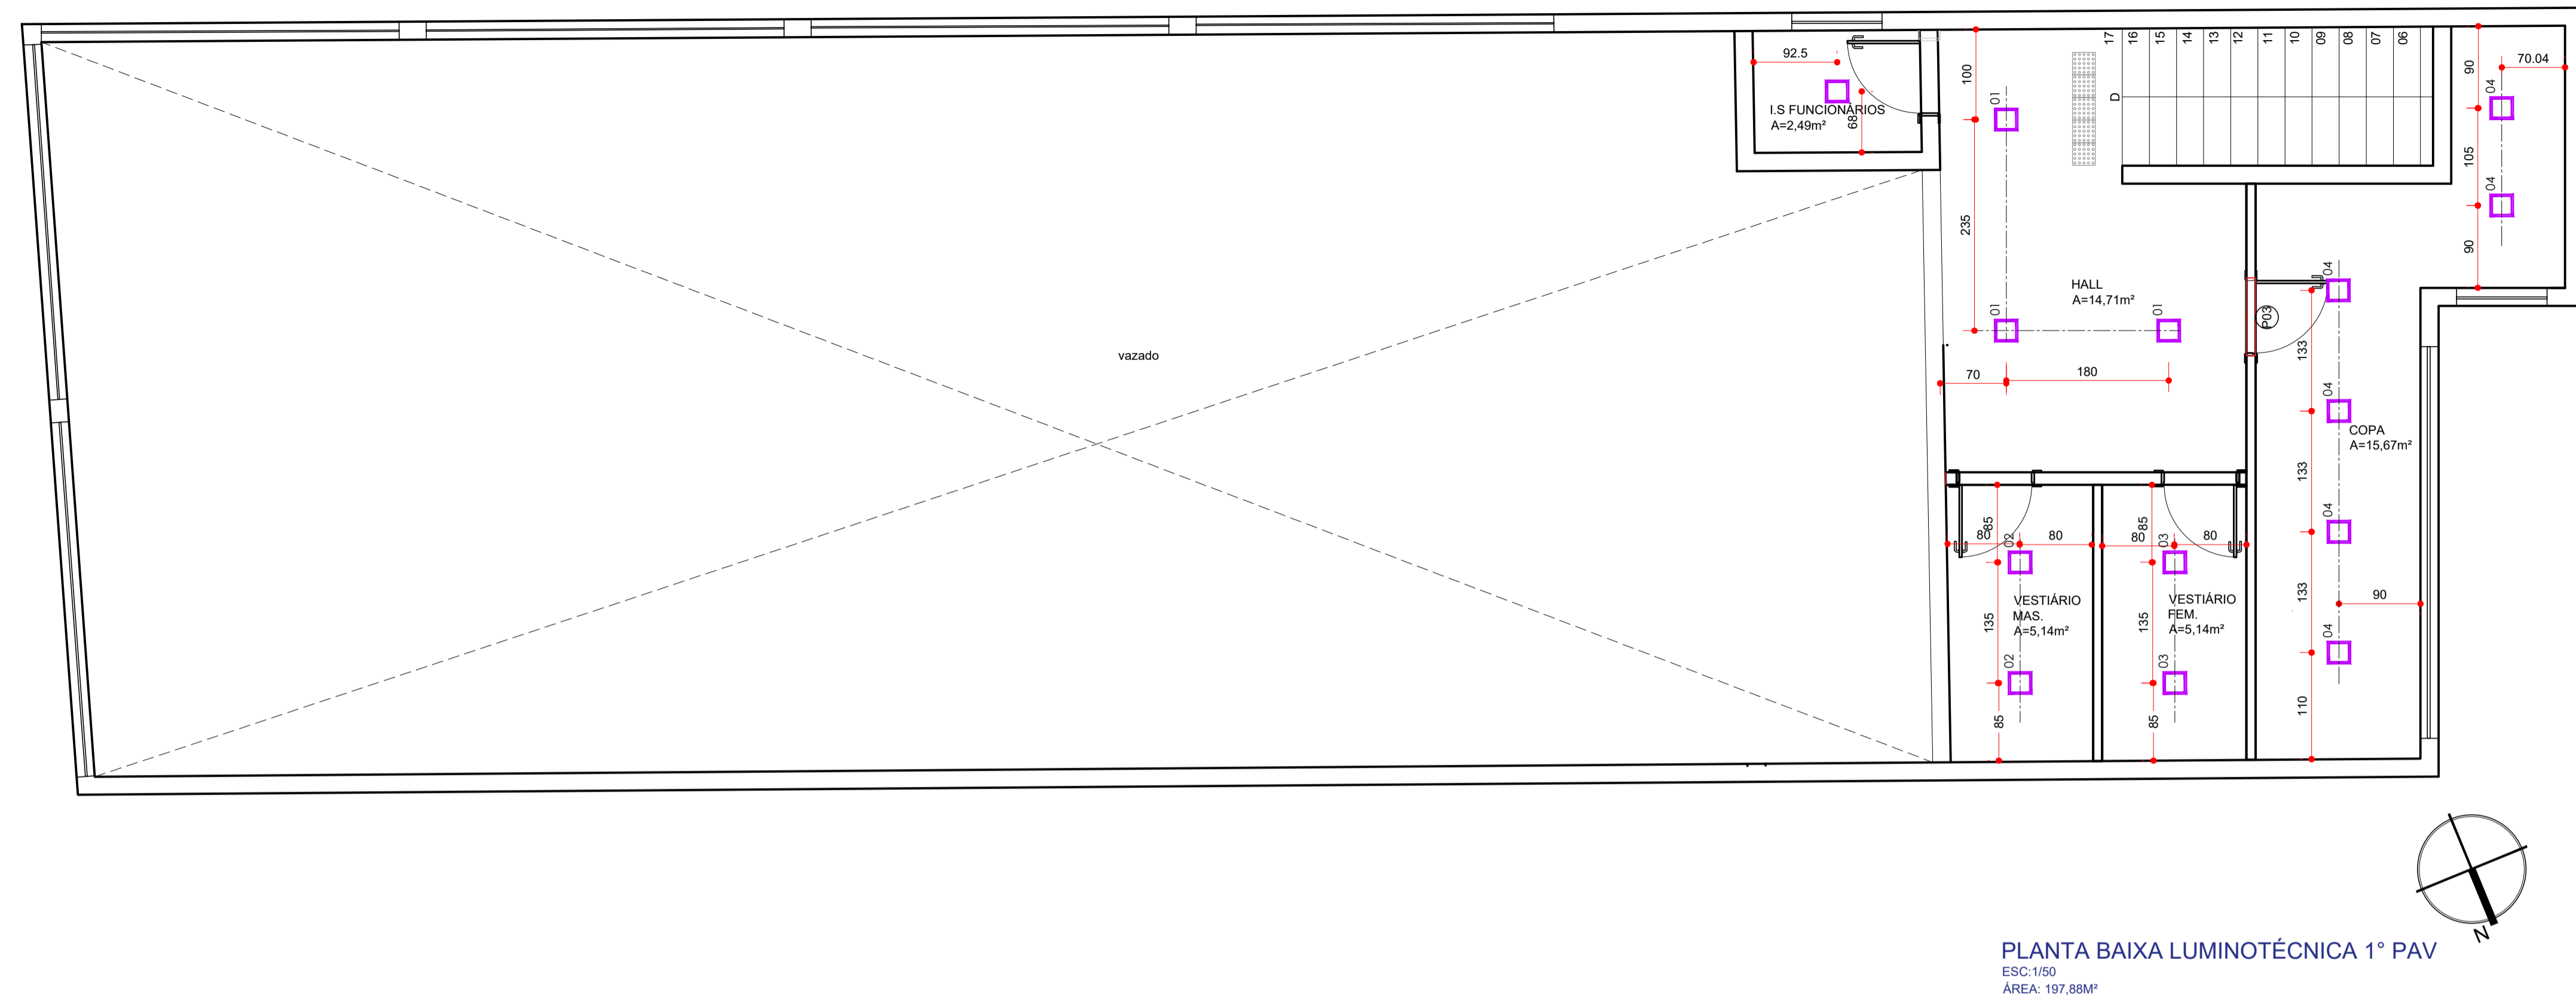 92.5
I.S FUNCIONÁRIOS
A=2,49m²
68
100
235
01
01
01
70
180
HALL
A=14,71m²
17
16
15
14
13
12
11
10
09
08
07
06
D
90
105
90
70.04
04
04
P03
04
04
04
04
133
133
133
110
90
COPA
A=15,67m²
vazado
85
80
80
02
135
VESTIÁRIO
MAS.
A=5,14m²
02
85
85
80
80
03
135
VESTIÁRIO
FEM.
A=5,14m²
03
85
N
PLANTA BAIXA LUMINOTÉCNICA 1° PAV
ESC:1/50
ÁREA: 197,88M²